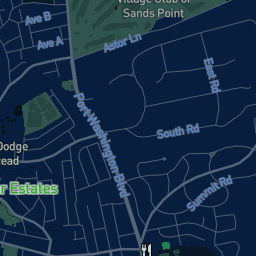 Village Club of
Sands Point
Ave B
Ave A
Astor Ln
East Rd
Port Washington Blvd
South Rd
Dodge
ead
r Estates
Summit Rd